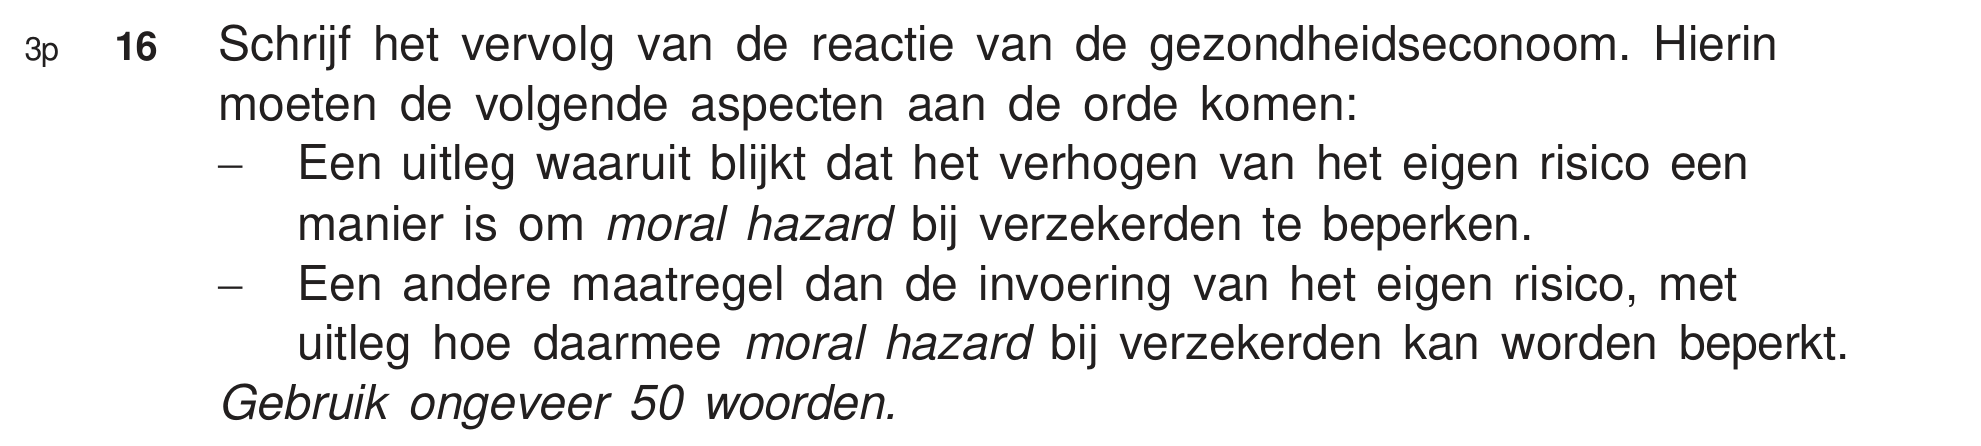 3p 16 Schrijf het vervolg van de reactie van de gezondheidseconoom. Hierin
moeten de volgende aspecten aan de orde komen:
– Een uitleg waaruit blijkt dat het verhogen van het eigen risico een
manier is om moral hazard bij verzekerden te beperken.
– Een andere maatregel dan de invoering van het eigen risico, met
uitleg hoe daarmee moral hazard bij verzekerden kan worden beperkt.
Gebruik ongeveer 50 woorden.